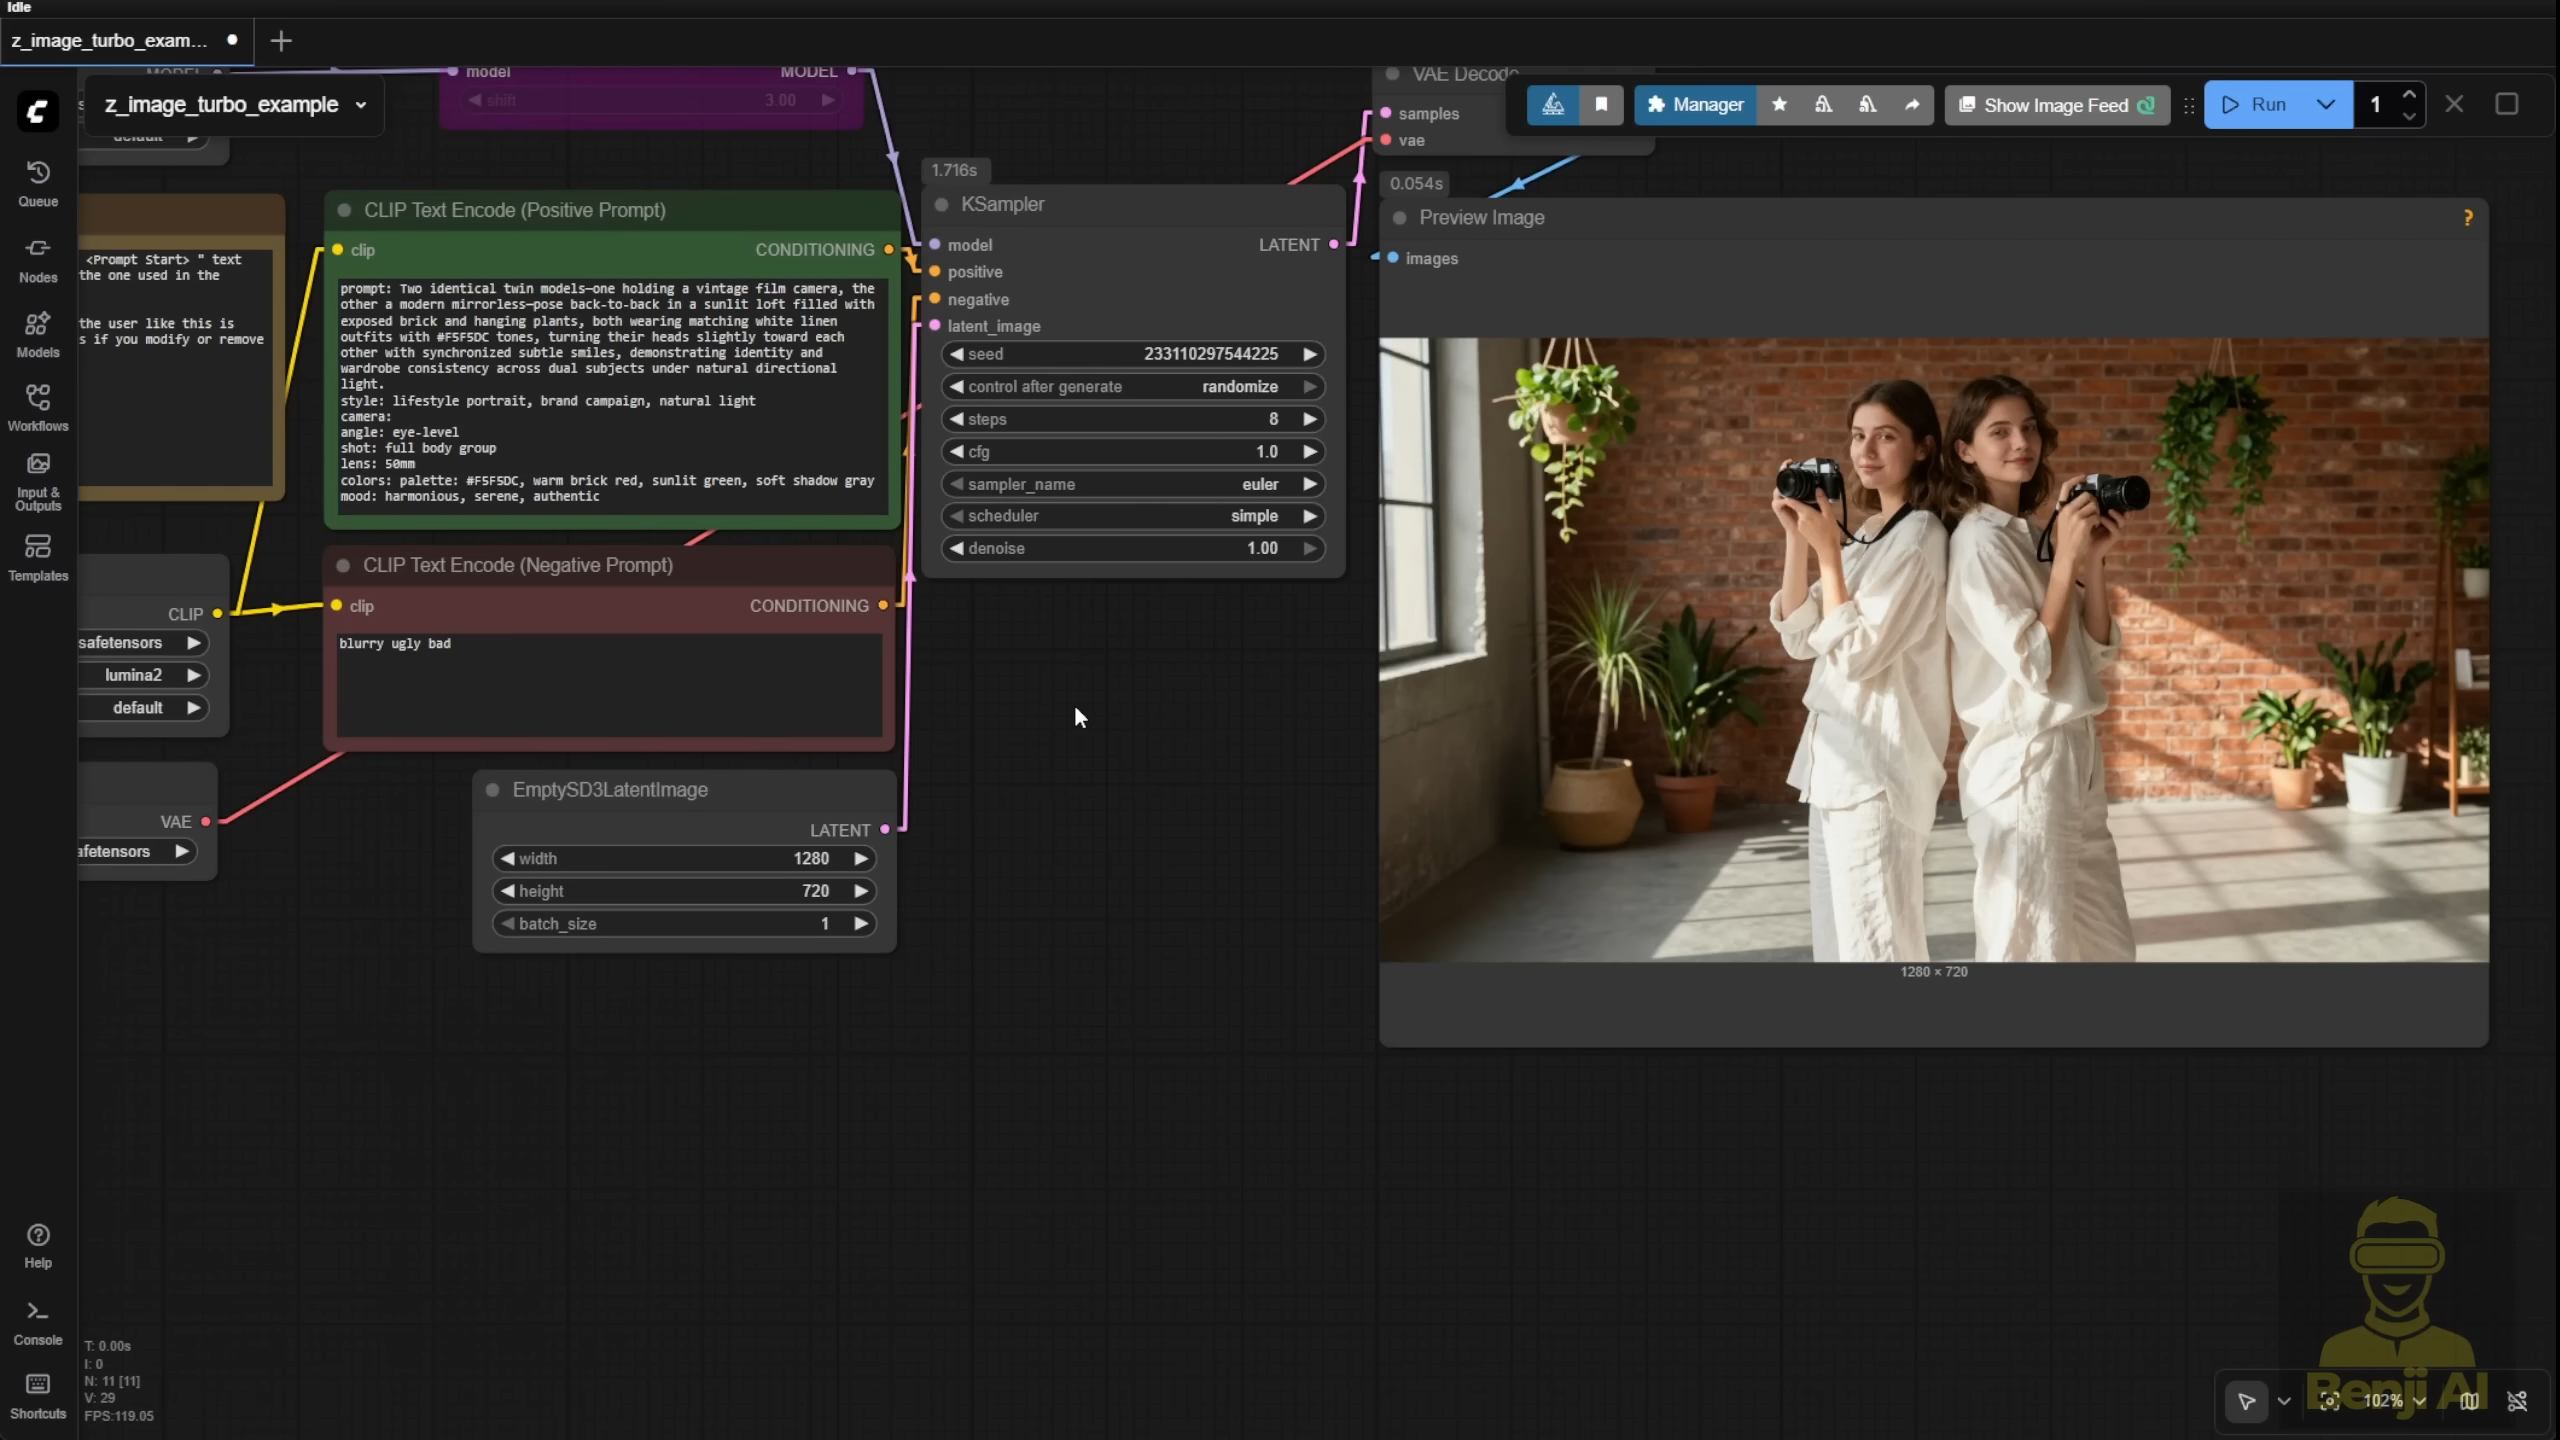 Idle
z_image_turbo_exam...
MODEL
model
MODEL
shift
3.00
z_image_turbo_example
default
VAE Decode
samples
vae
Manager
Show Image Feed
Run
1
Queue
Nodes
Models
Workflows
Input &
Outputs
Templates
Help
Console
Shortcuts
<Prompt Start> " text
the one used in the
the user like this is
s if you modify or remove
CLIP Text Encode (Positive Prompt)
clip
CONDITIONING
prompt: Two identical twin models—one holding a vintage film camera, the
other a modern mirrorless—pose back-to-back in a sunlit loft filled with
exposed brick and hanging plants, both wearing matching white linen
outfits with #F5F5DC tones, turning their heads slightly toward each
other with synchronized subtle smiles, demonstrating identity and
wardrobe consistency across dual subjects under natural directional
light.
style: lifestyle portrait, brand campaign, natural light
camera:
angle: eye-level
shot: full body group
lens: 50mm
colors: palette: #F5F5DC, warm brick red, sunlit green, soft shadow gray
mood: harmonious, serene, authentic
CLIP Text Encode (Negative Prompt)
clip
CONDITIONING
blurry ugly bad
CLIP
safetensors
lumina2
default
VAE
afetensors
EmptySD3LatentImage
LATENT
width 1280
height 720
batch_size 1
1.716s
KSampler
model
LATENT
positive
negative
latent_image
seed 233110297544225
control after generate randomize
steps 8
cfg 1.0
sampler_name euler
scheduler simple
denoise 1.00
0.054s
Preview Image
?
images
1280 × 720
T: 0.00s
I: 0
N: 11 [11]
V: 29
FPS:119.05
Benji AI
102%